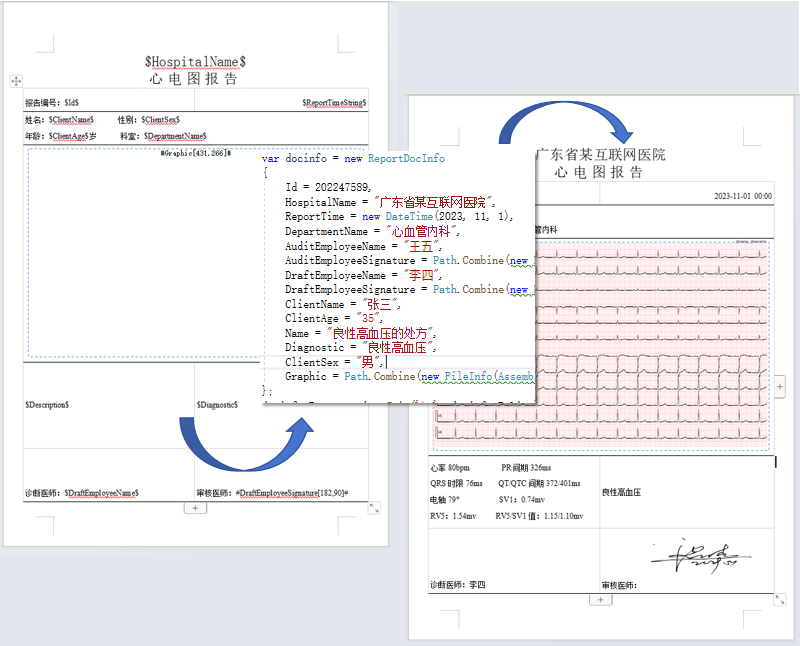 $HospitalName$
心 电 图 报 告
报告编号: $Id$
$ReportTimeString$
姓名: $ClientName$ 性别: $ClientSex$
年龄: $ClientAge$岁 科室: $DepartmentName$
#Graphic[431,266]#
$Description$
$Diagnostic$
诊断医师: $DraftEmployeeName$
审核医师: #DraftEmployeeSignature[182,90]#
var docinfo = new ReportDocInfo
{
Id = 202247589,
HospitalName = "广东省某互联网医院",
ReportTime = new DateTime(2023, 11, 1),
DepartmentName = "心血管内科",
AuditEmployeeName = "王五",
AuditEmployeeSignature = Path.Combine(new
DraftEmployeeName = "李四",
DraftEmployeeSignature = Path.Combine(new
ClientName = "张三",
ClientAge = "35",
Name = "良性高血压的处方",
Diagnostic = "良性高血压",
ClientSex = "男",
Graphic = Path.Combine(new FileInfo(Assemb
};
广东省某互联网医院
心 电 图 报 告
2023-11-01 00:00
管内科
心率 80bpm PR 间期 326ms
QRS 时限 76ms QT/QTC 间期 372/401ms
电轴 79° SV1: 0.74mv
RV5: 1.54mv RV5/SV1 值: 1.15/1.10mv
良性高血压
诊断医师: 李四
审核医师: